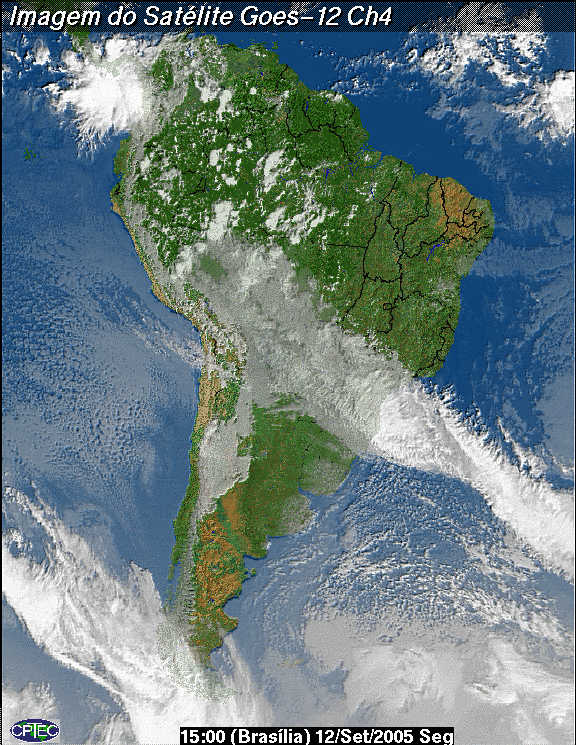 Imagem do Satélite Goes-12 Ch4
CPTEC
15:00 (Brasília) 12/Set/2005 Seg